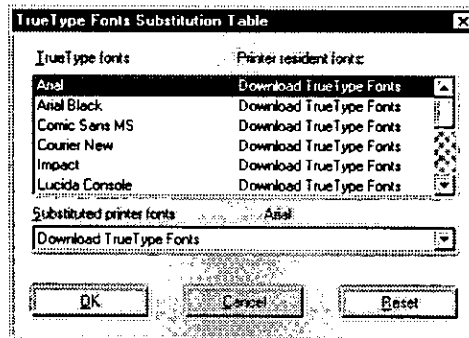 TrueType Fonts Substitution Table
TrueType fonts Printer resident fonts:
Arial Download TrueType Fonts
Arial Black Download TrueType Fonts
Comic Sans MS Download TrueType Fonts
Courier New Download TrueType Fonts
Impact Download TrueType Fonts
Lucida Console Download TrueType Fonts
Substituted printer fonts Arial
Download TrueType Fonts
OK Cancel Reset